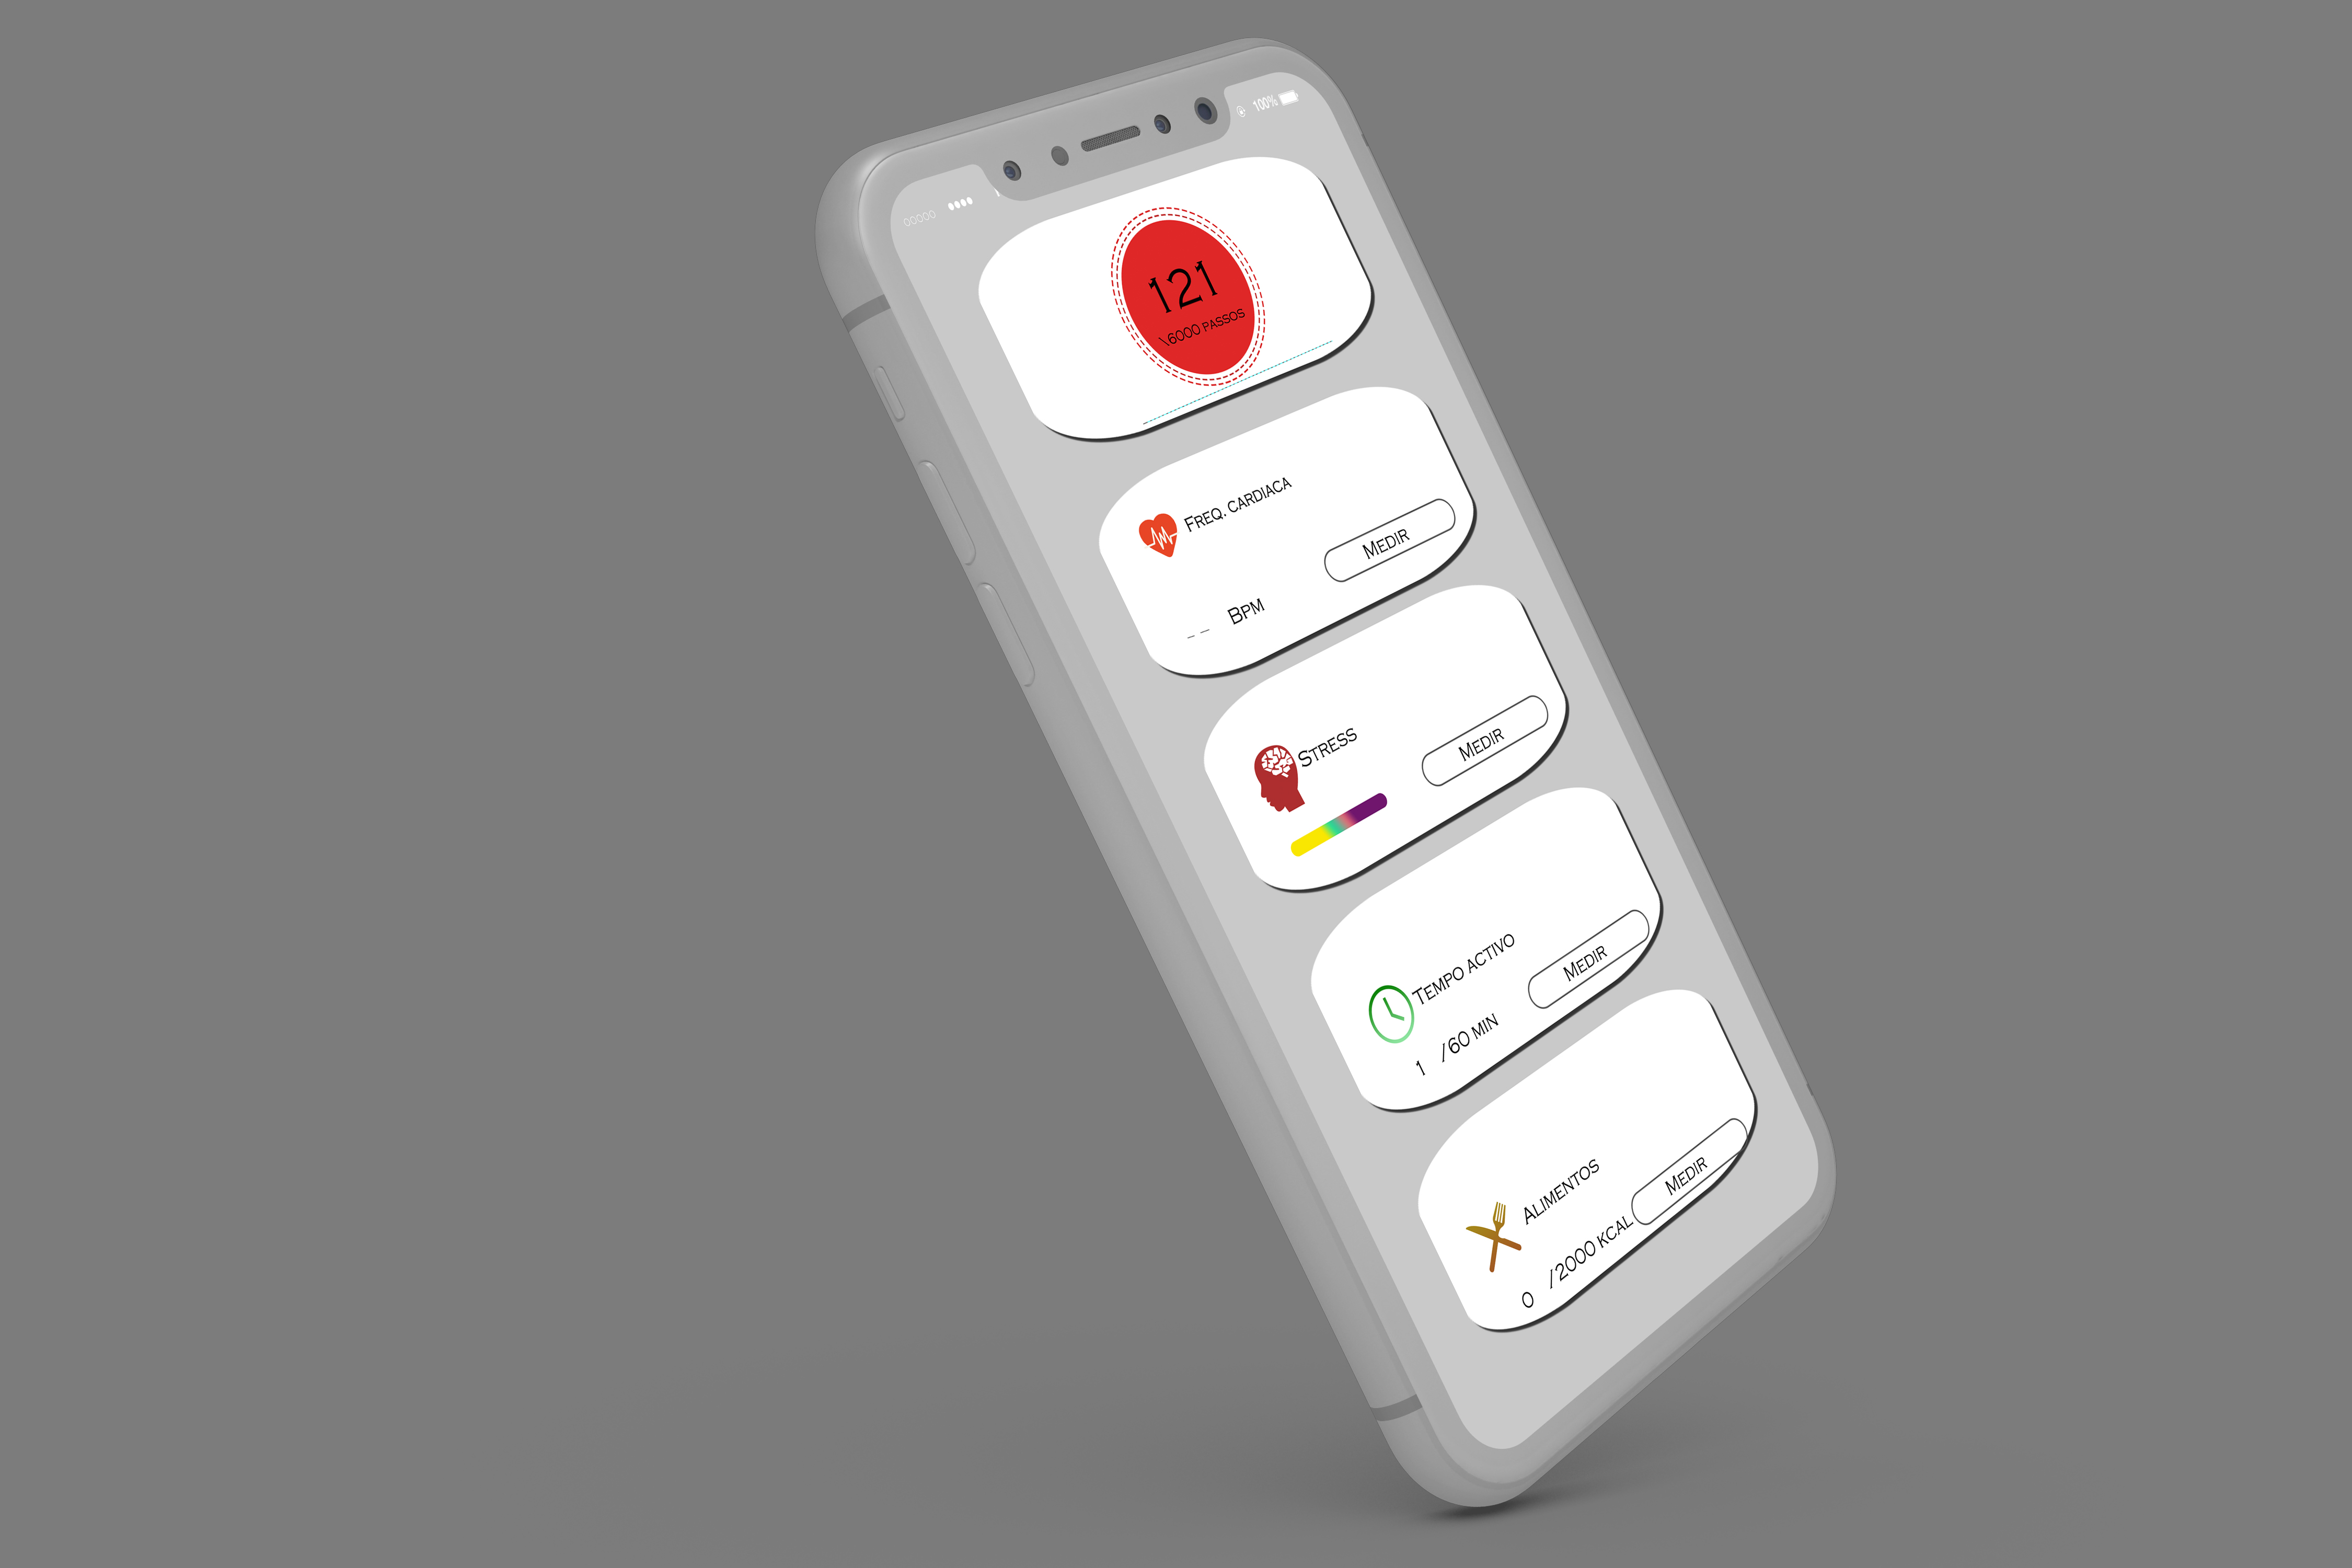 100%
121
\6000 PASSOS
FREQ. CARDIACA
MEDIR
-- BPM
STRESS
MEDIR
TEMPO ACTIVO
MEDIR
1 /60 MIN
ALIMENTOS
MEDIR
0 /2000 KCAL